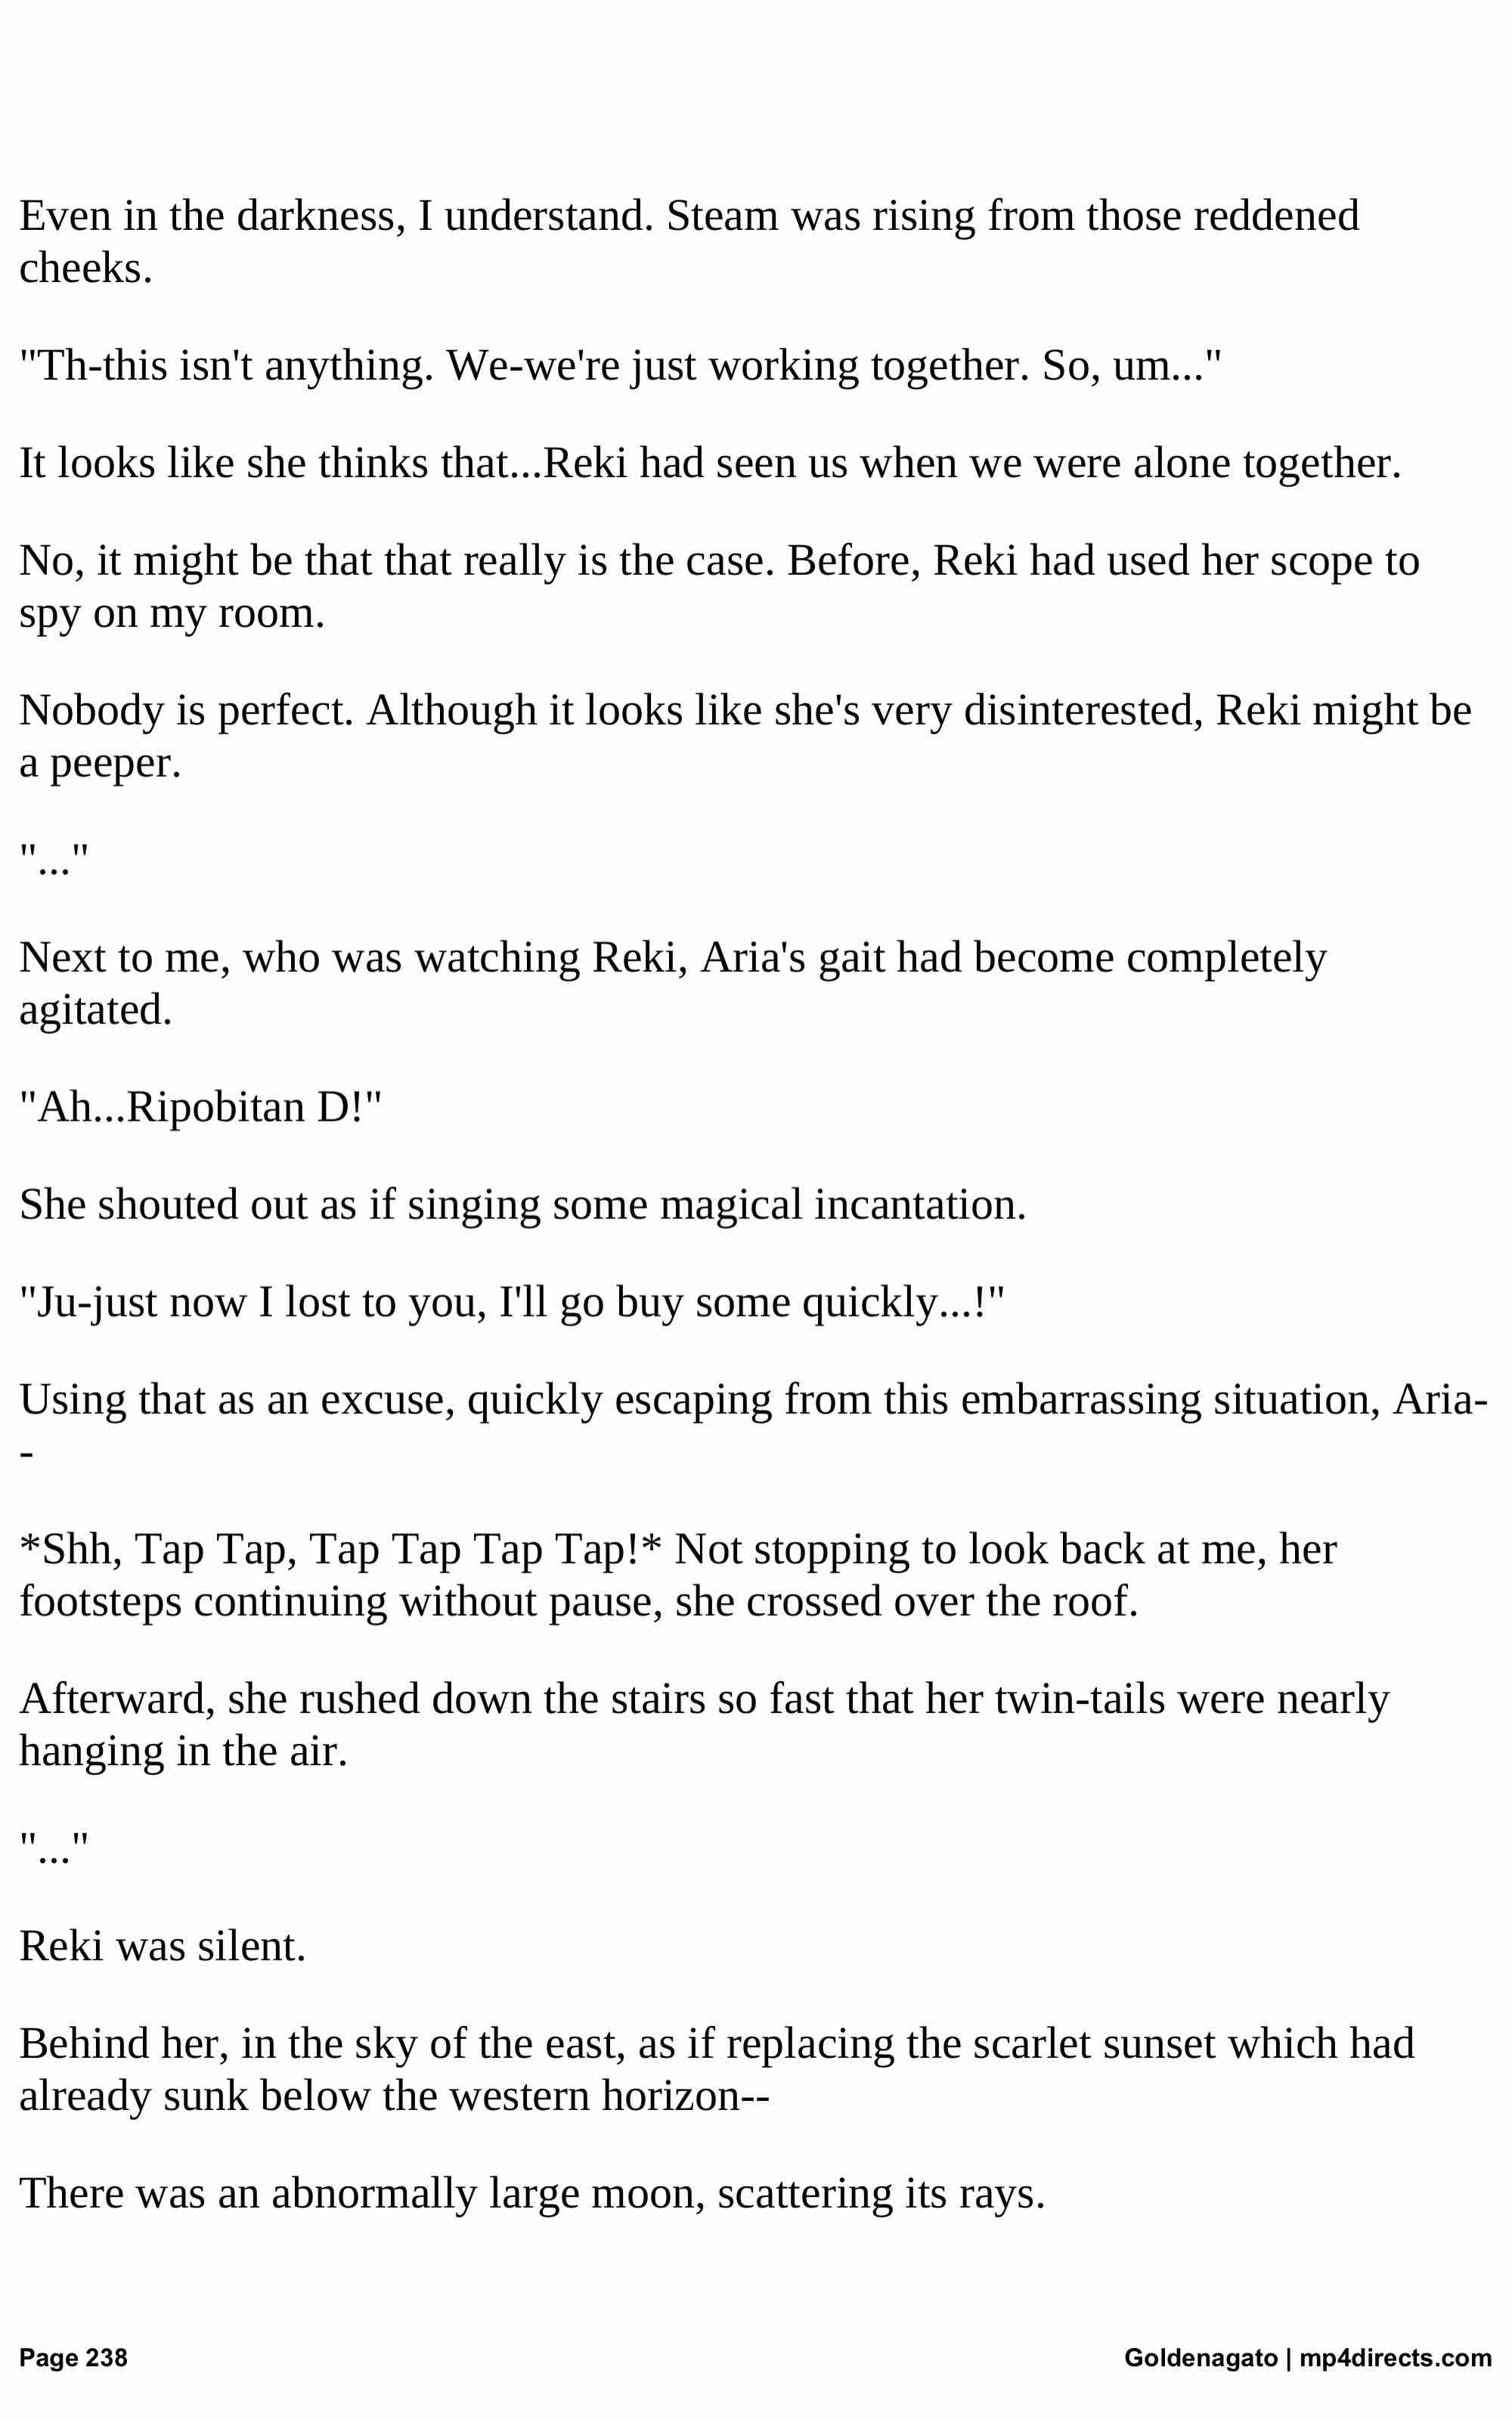 Even in the darkness, I understand. Steam was rising from those reddened
cheeks.
"Th-this isn't anything. We-we're just working together. So, um..."
It looks like she thinks that...Reki had seen us when we were alone together.
No, it might be that that really is the case. Before, Reki had used her scope to
spy on my room.
Nobody is perfect. Although it looks like she's very disinterested, Reki might be
a peeper.
"..."
Next to me, who was watching Reki, Aria's gait had become completely
agitated.
"Ah...Ripobitan D!"
She shouted out as if singing some magical incantation.
"Ju-just now I lost to you, I'll go buy some quickly...!"
Using that as an excuse, quickly escaping from this embarrassing situation, Aria-
-
*Shh, Tap Tap, Tap Tap Tap Tap!* Not stopping to look back at me, her
footsteps continuing without pause, she crossed over the roof.
Afterward, she rushed down the stairs so fast that her twin-tails were nearly
hanging in the air.
"..."
Reki was silent.
Behind her, in the sky of the east, as if replacing the scarlet sunset which had
already sunk below the western horizon--
There was an abnormally large moon, scattering its rays.
Page 238 Goldenagato | mp4directs.com